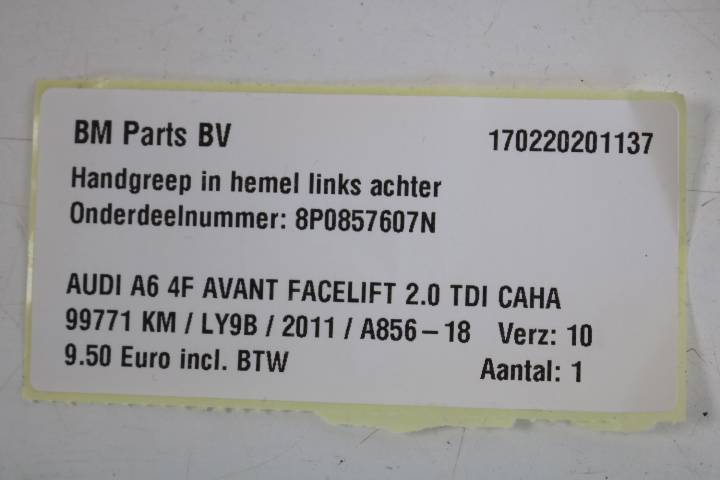 BM Parts BV 170220201137
Handgreep in hemel links achter
Onderdeelnummer: 8P0857607N
AUDI A6 4F AVANT FACELIFT 2.0 TDI CAHA
99771 KM / LY9B / 2011 / A856-18 Verz: 10
9.50 Euro incl. BTW Aantal: 1